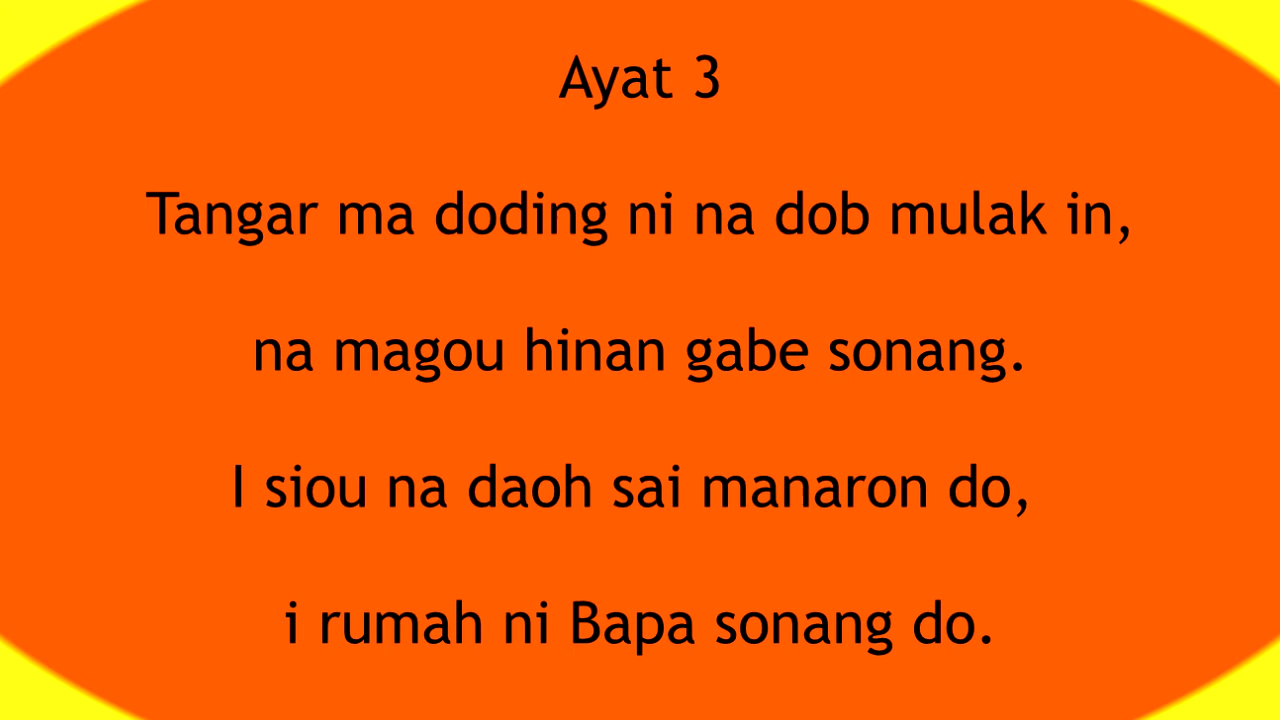 Ayat 3
Tangar ma doding ni na dob mulak in,
na magou hinan gabe sonang.
I siou na daoh sai manaron do,
i rumah ni Bapa sonang do.